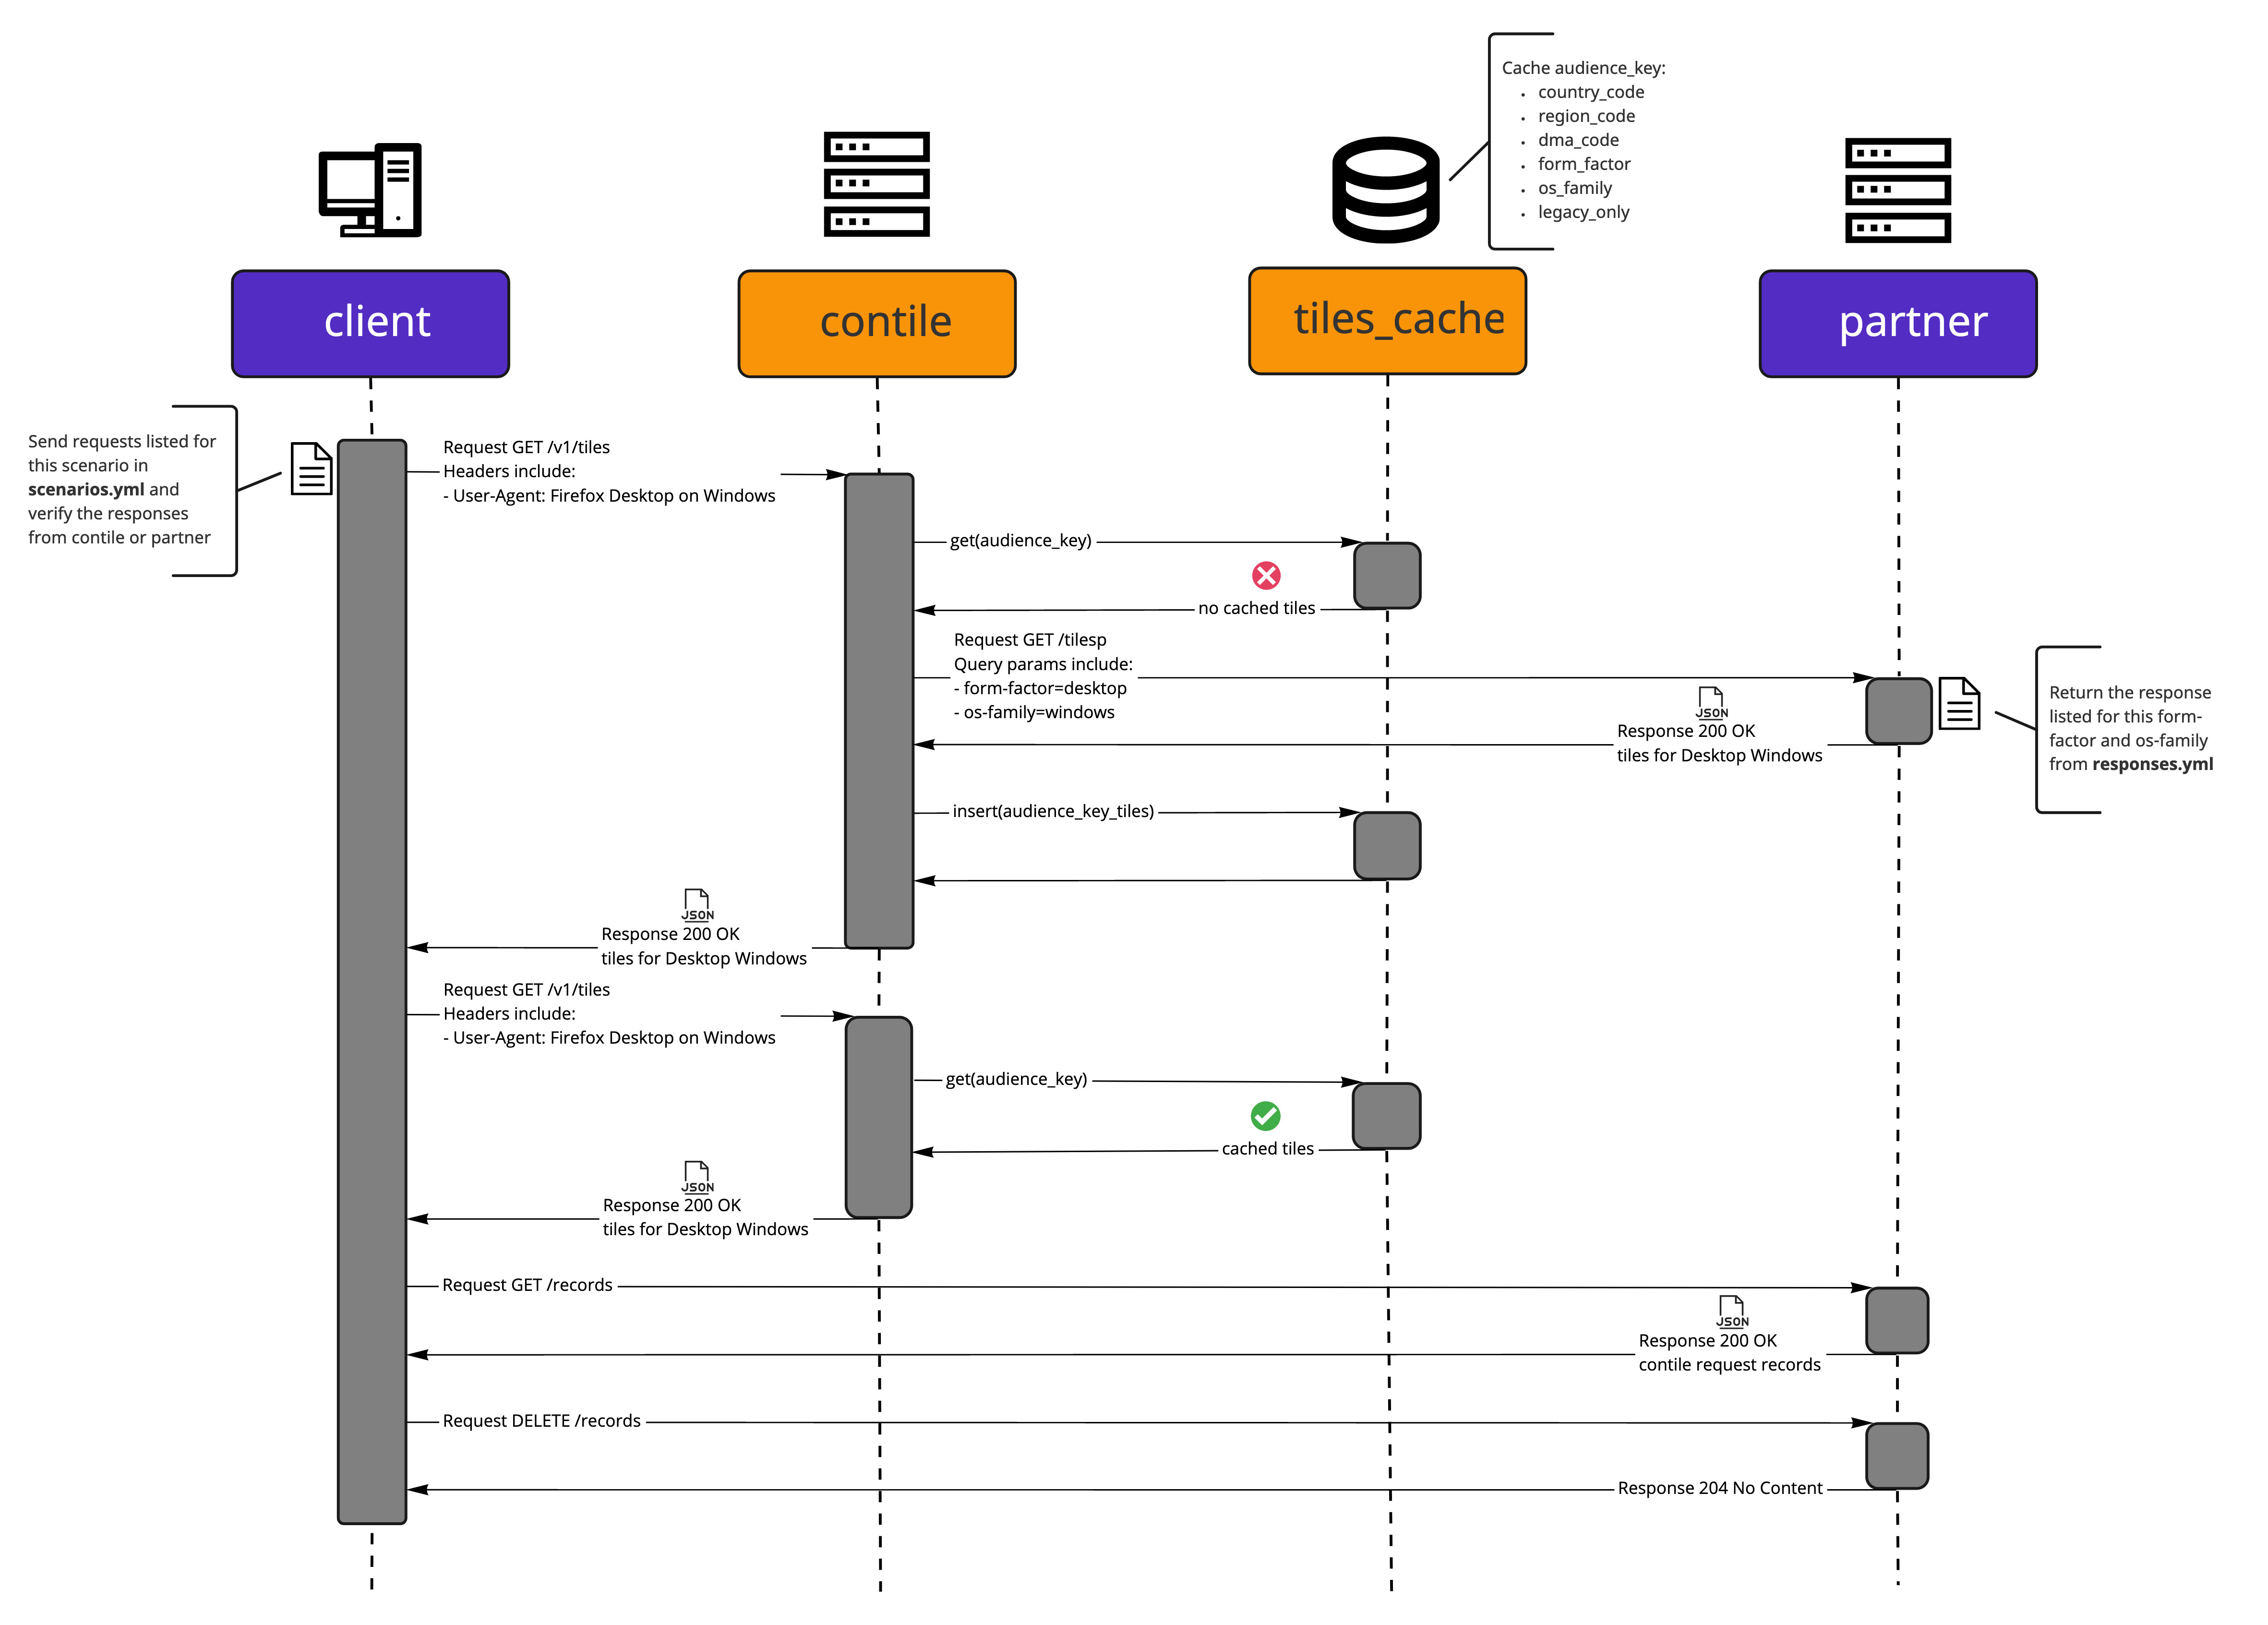 Cache audience_key:
• country_code
• region_code
• dma_code
• form_factor
• os_family
• legacy_only
client
contile
tiles_cache
partner
Send requests listed for
this scenario in
scenarios.yml and
verify the responses
from contile or partner
Request GET /v1/tiles
Headers include:
- User-Agent: Firefox Desktop on Windows
get(audience_key)
no cached tiles
Request GET /tilesp
Query params include:
- form-factor=desktop
- os-family=windows
JSON
Response 200 OK
tiles for Desktop Windows
Return the response
listed for this form-
factor and os-family
from responses.yml
insert(audience_key_tiles)
JSON
Response 200 OK
tiles for Desktop Windows
Request GET /v1/tiles
Headers include:
- User-Agent: Firefox Desktop on Windows
get(audience_key)
cached tiles
JSON
Response 200 OK
tiles for Desktop Windows
Request GET /records
JSON
Response 200 OK
contile request records
Request DELETE /records
Response 204 No Content